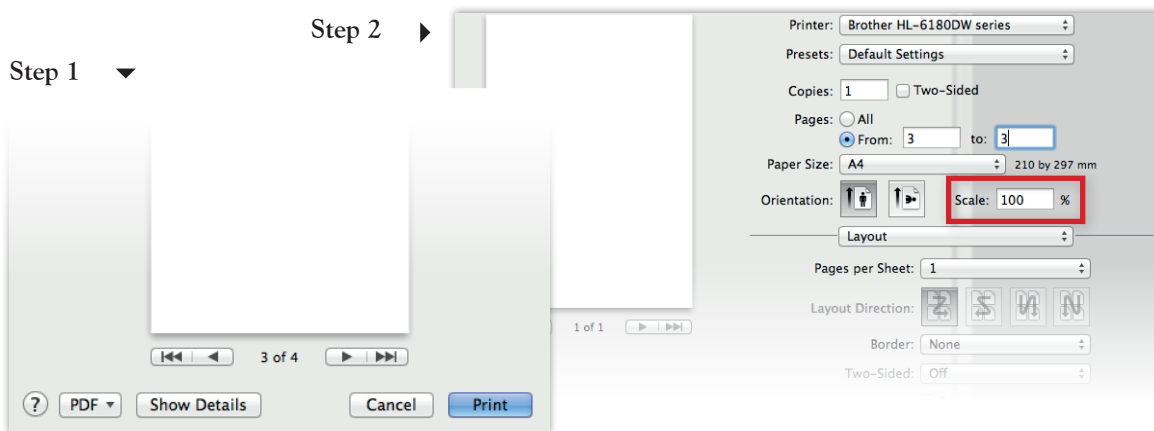 Step 1
3 of 4
? PDF Show Details Cancel Print
Step 2
Printer: Brother HL-6180DW series
Presets: Default Settings
Copies: 1 Two-Sided
Pages: All
From: 3 to: 3
Paper Size: A4 210 by 297 mm
Orientation: Scale: 100 %
Layout
Pages per Sheet: 1
Layout Direction:
1 of 1
Border: None
Two-Sided: Off